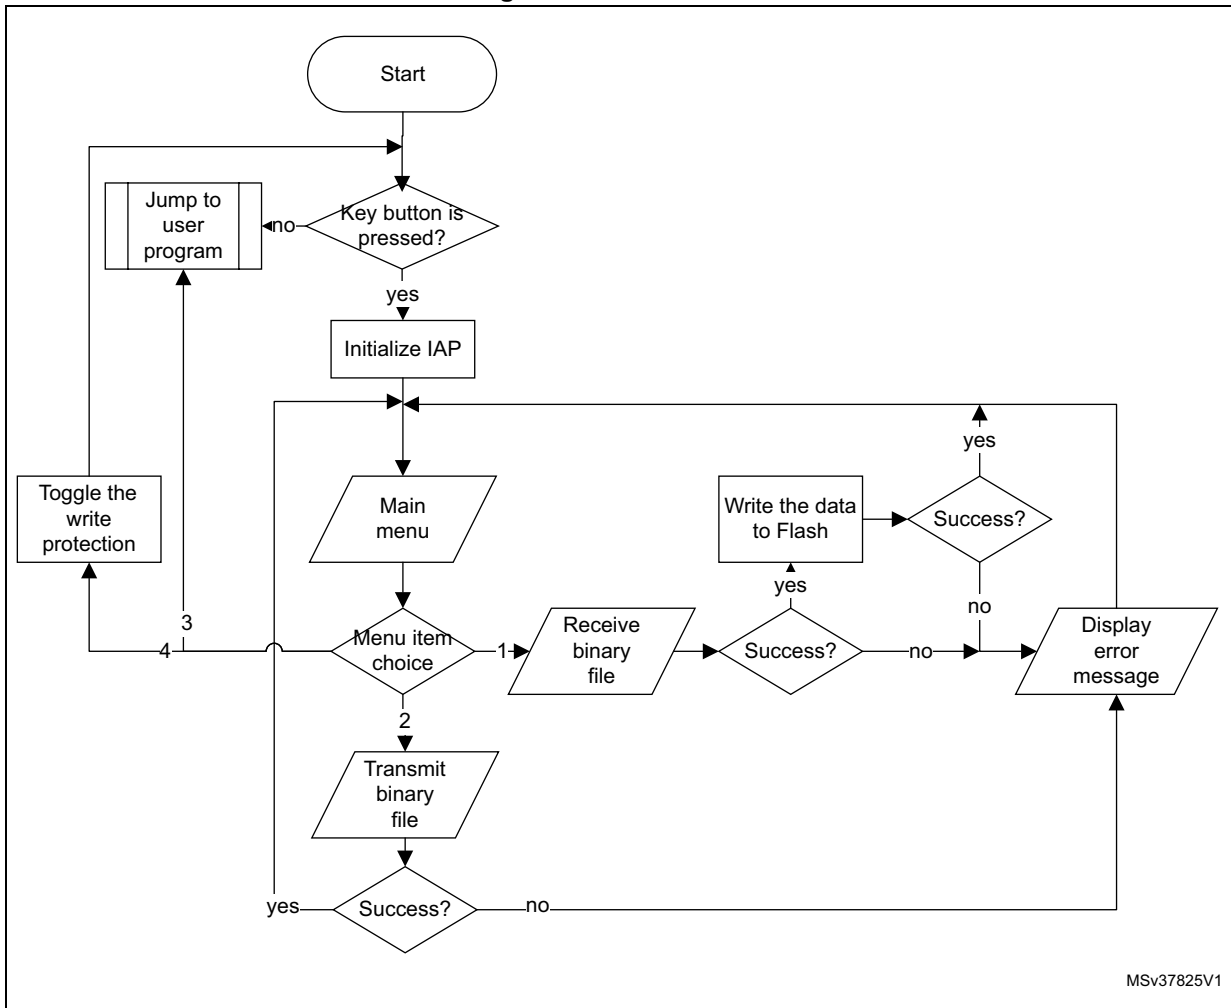 Start
Jump to
user
program
no
Key button is
pressed?
yes
Initialize IAP
yes
Toggle the
write
protection
Main
menu
Write the data
to Flash
Success?
yes
no
3
4
Menu item
choice
1
Receive
binary
file
Success?
no
Display
error
message
2
Transmit
binary
file
yes
Success?
no
MSv37825V1